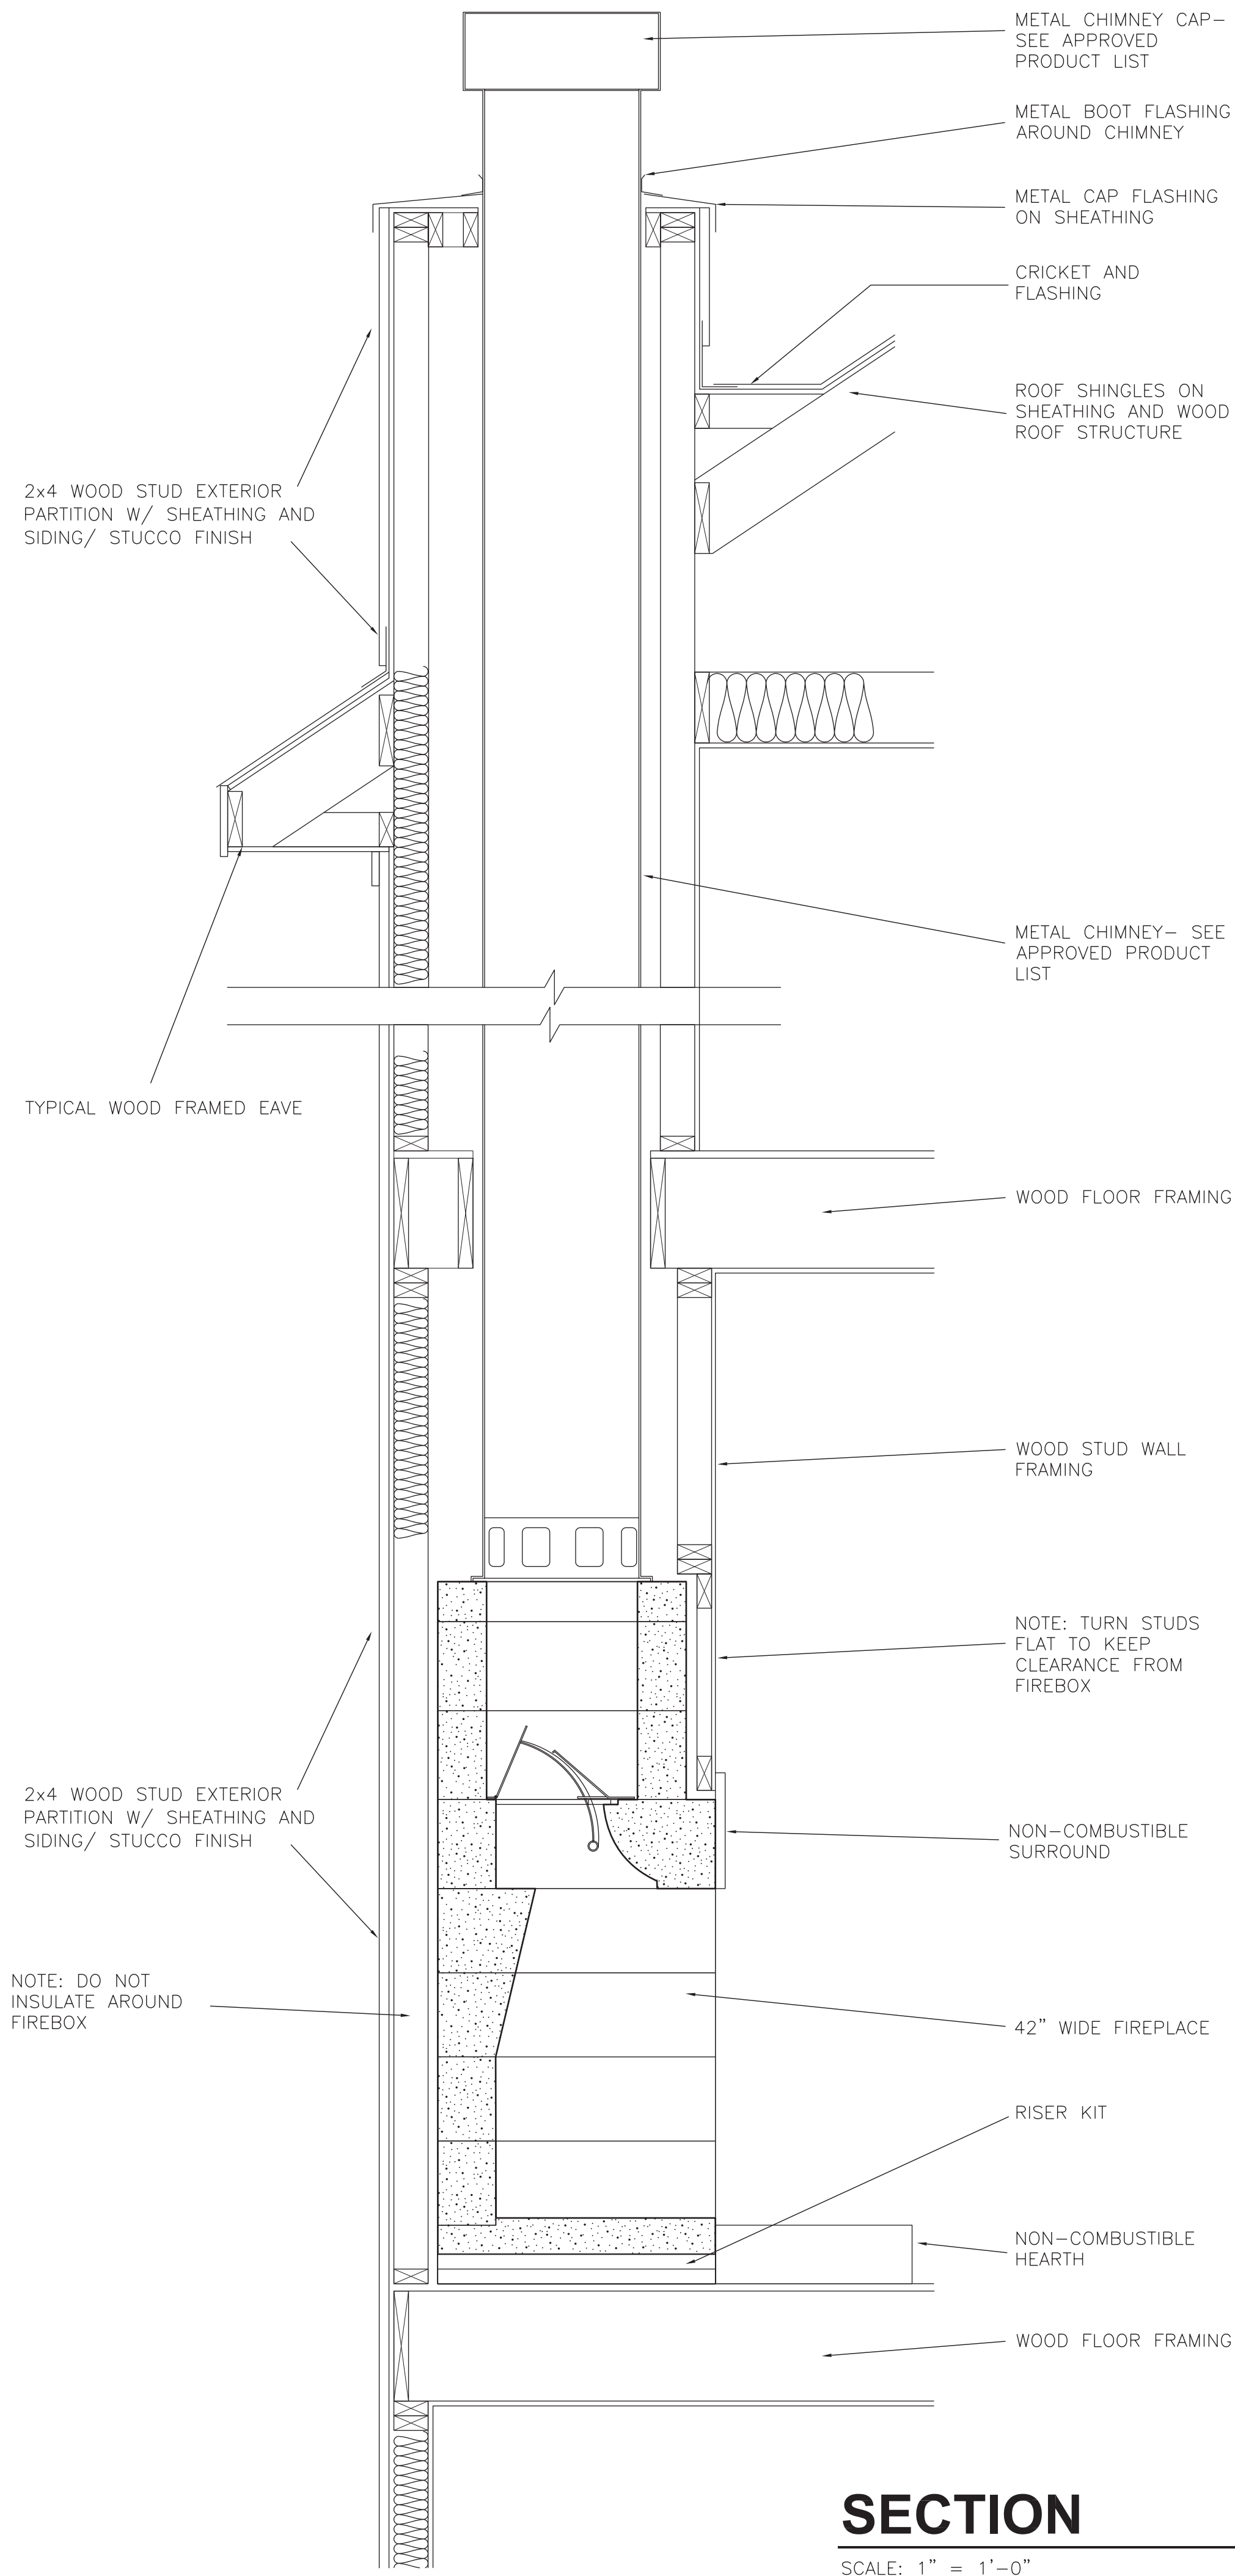 METAL CHIMNEY CAP–
SEE APPROVED
PRODUCT LIST
METAL BOOT FLASHING
AROUND CHIMNEY
METAL CAP FLASHING
ON SHEATHING
CRICKET AND
FLASHING
ROOF SHINGLES ON
SHEATHING AND WOOD
ROOF STRUCTURE
2x4 WOOD STUD EXTERIOR
PARTITION W/ SHEATHING AND
SIDING/ STUCCO FINISH
METAL CHIMNEY– SEE
APPROVED PRODUCT
LIST
TYPICAL WOOD FRAMED EAVE
WOOD FLOOR FRAMING
WOOD STUD WALL
FRAMING
NOTE: TURN STUDS
FLAT TO KEEP
CLEARANCE FROM
FIREBOX
2x4 WOOD STUD EXTERIOR
PARTITION W/ SHEATHING AND
SIDING/ STUCCO FINISH
NON–COMBUSTIBLE
SURROUND
NOTE: DO NOT
INSULATE AROUND
FIREBOX
42" WIDE FIREPLACE
RISER KIT
NON–COMBUSTIBLE
HEARTH
WOOD FLOOR FRAMING
SECTION
SCALE: 1" = 1'–0"